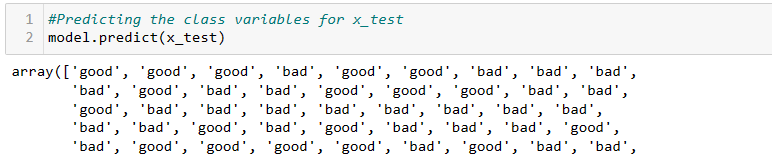 1 #Predicting the class variables for x_test
2 model.predict(x_test)
array(['good', 'good', 'good', 'bad', 'good', 'good', 'bad', 'bad', 'bad',
'bad', 'good', 'bad', 'bad', 'good', 'good', 'good', 'bad', 'bad',
'good', 'bad', 'bad', 'bad', 'bad', 'bad', 'bad', 'bad', 'bad',
'bad', 'bad', 'good', 'bad', 'good', 'bad', 'bad', 'bad', 'good',
'bad', 'good', 'good', 'good', 'good', 'bad', 'good', 'bad', 'bad',